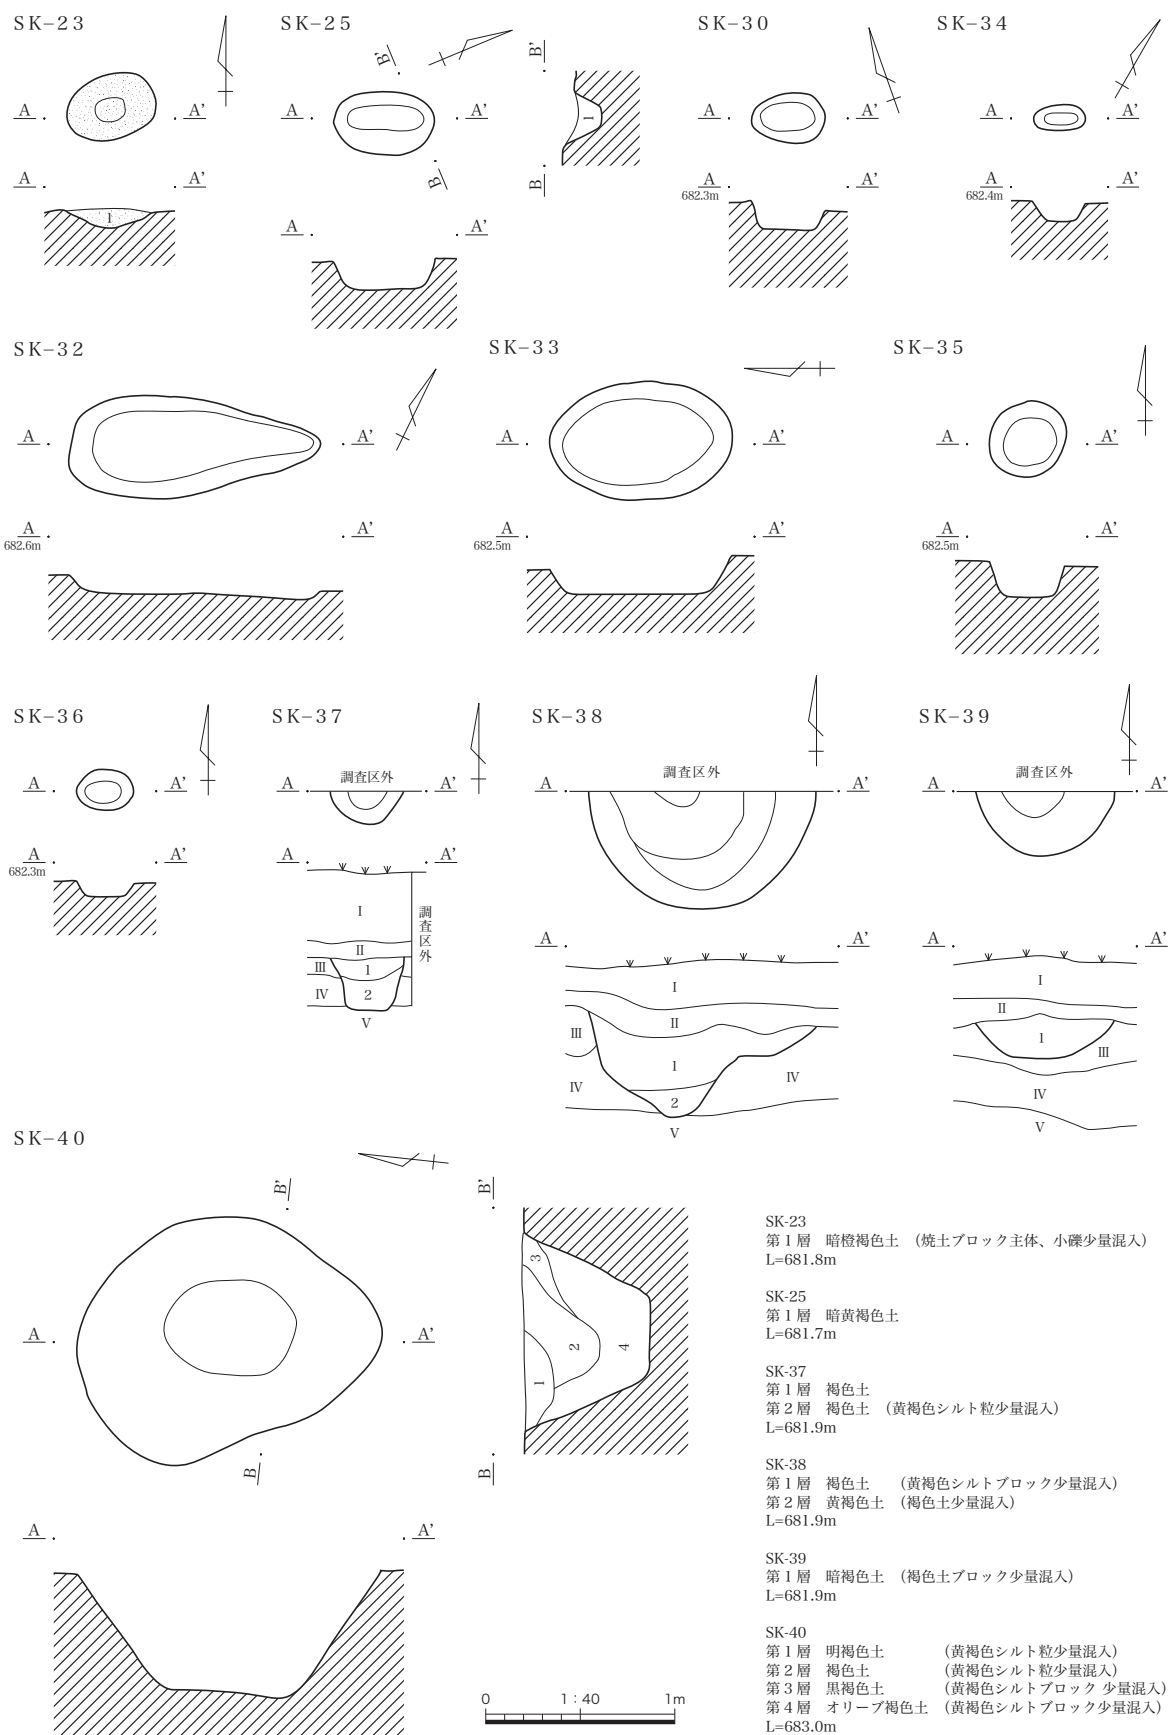 SK-23
A A'
A A'
1
SK-25
B'
A A'
B
A A'
B'
1
B
SK-30
A A'
A A'
682.3m
SK-34
A A'
A A'
682.4m
SK-32
A A'
A A'
682.6m
SK-33
A A'
A A'
682.5m
SK-35
A A'
A A'
682.5m
SK-36
A A'
A A'
682.3m
SK-37
調査区外
A A'
A A'
I
II
III 1
IV 2
V
調査区外
SK-38
調査区外
A A'
A A'
I
II
III
1
IV IV
2
V
SK-39
調査区外
A A'
A A'
I
II
1
III
IV
V
SK-40
B'
A A'
B
B'
3
2 4
1
B
A A'
0 1:40 1m
SK-23
第1層 暗橙褐色土 (焼土ブロック主体、小礫少量混入)
L=681.8m
SK-25
第1層 暗黄褐色土
L=681.7m
SK-37
第1層 褐色土
第2層 褐色土 (黄褐色シルト粒少量混入)
L=681.9m
SK-38
第1層 褐色土 (黄褐色シルトブロック少量混入)
第2層 黄褐色土 (褐色土少量混入)
L=681.9m
SK-39
第1層 暗褐色土 (褐色土ブロック少量混入)
L=681.9m
SK-40
第1層 明褐色土 (黄褐色シルト粒少量混入)
第2層 褐色土 (黄褐色シルト粒少量混入)
第3層 黒褐色土 (黄褐色シルトブロック 少量混入)
第4層 オリーブ褐色土 (黄褐色シルトブロック少量混入)
L=683.0m